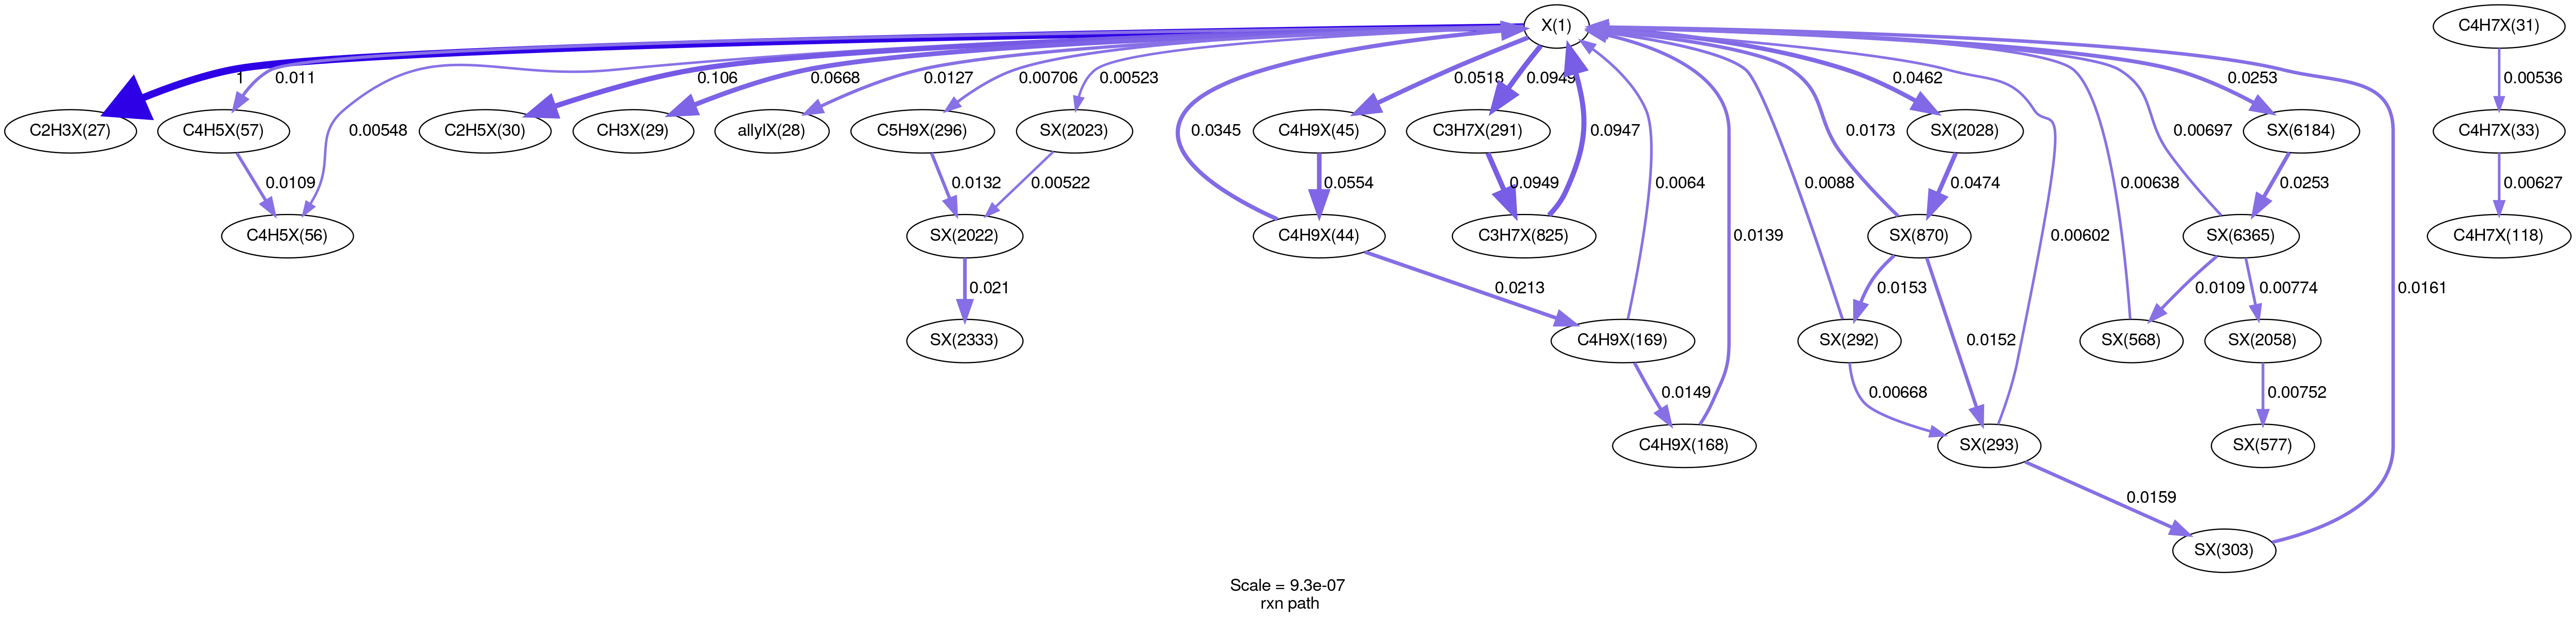 X(1)
C4H7X(31)
1
0.011
0.00548
0.106
0.0668
0.0127
0.00706
0.00523
0.0345
0.0518
0.0949
0.0947
0.0462
0.0173
0.0253
0.00697
0.00536
C2H3X(27)
C4H5X(57)
C2H5X(30)
CH3X(29)
allylX(28)
C5H9X(296)
SX(2023)
C4H9X(45)
C3H7X(291)
SX(2028)
SX(6184)
C4H7X(33)
0.0109
0.0132
0.00522
0.0554
0.0949
0.0064
0.0139
0.0088
0.0474
0.00602
0.00638
0.0253
0.0161
0.00627
C4H5X(56)
SX(2022)
C4H9X(44)
C3H7X(825)
SX(870)
SX(6365)
C4H7X(118)
0.021
0.0213
0.0153
0.0152
0.0109
0.00774
SX(2333)
C4H9X(169)
SX(292)
SX(568)
SX(2058)
0.0149
0.00668
0.00752
C4H9X(168)
SX(293)
SX(577)
0.0159
SX(303)
Scale = 9.3e-07
rxn path